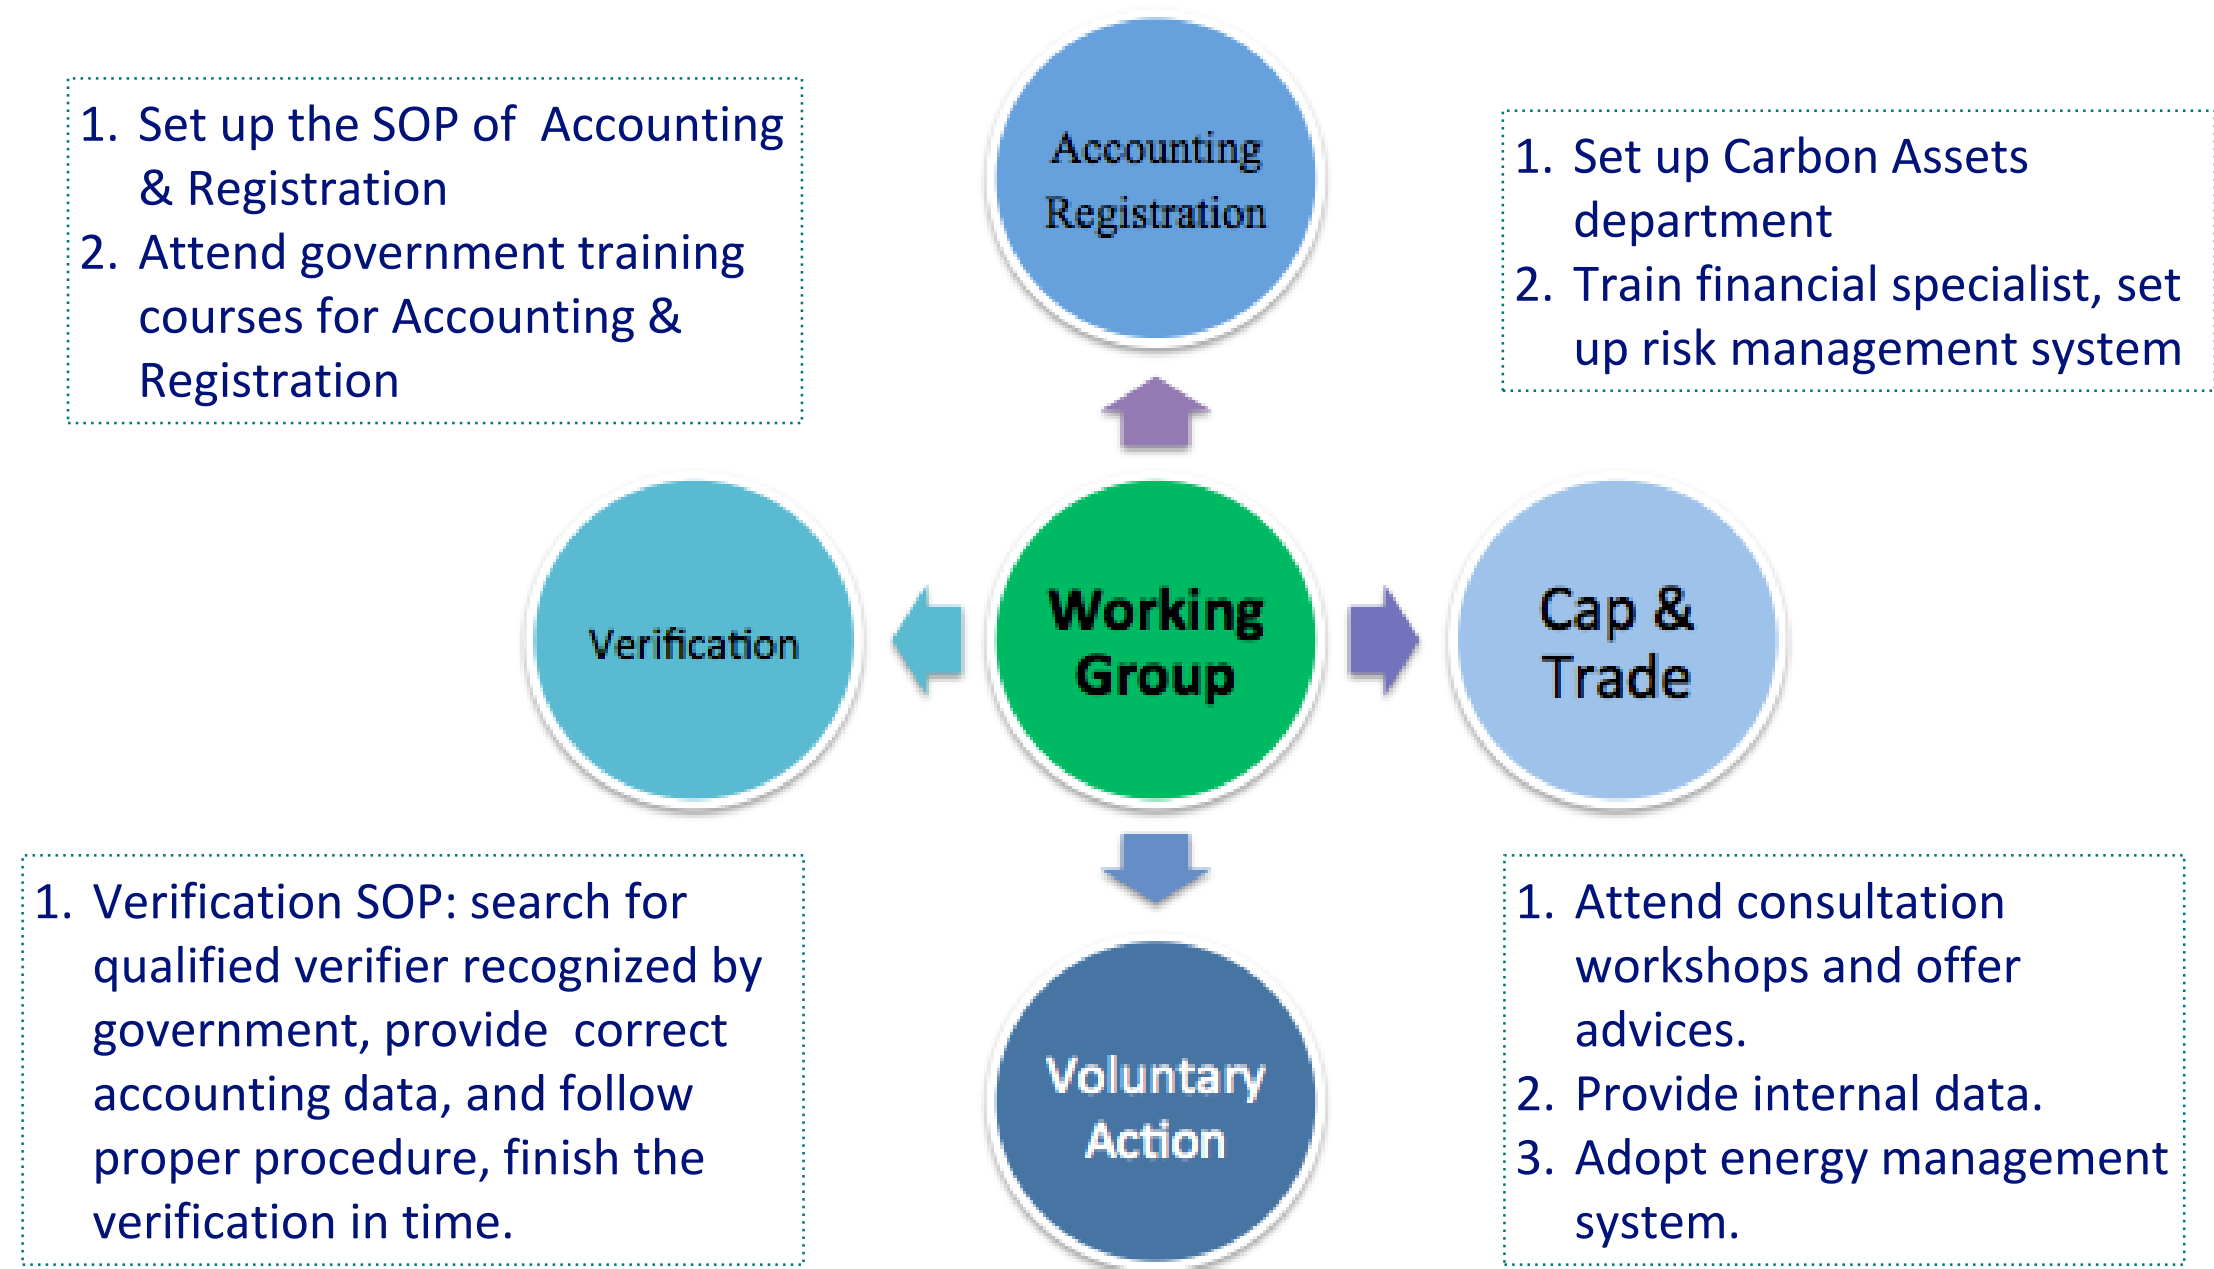 Accounting
Registration
1. Set up the SOP of  Accounting
& Registration
2. Attend government training
courses for Accounting &
Registration
1. Set up Carbon Assets
department
2. Train financial specialist, set
up risk management system
Verification
Working
Group
Cap &
Trade
1. Verification SOP: search for
qualified verifier recognized by
government, provide  correct
accounting data, and follow
proper procedure, finish the
verification in time.
Voluntary
Action
1. Attend consultation
workshops and offer
advices.
2. Provide internal data.
3. Adopt energy management
system.